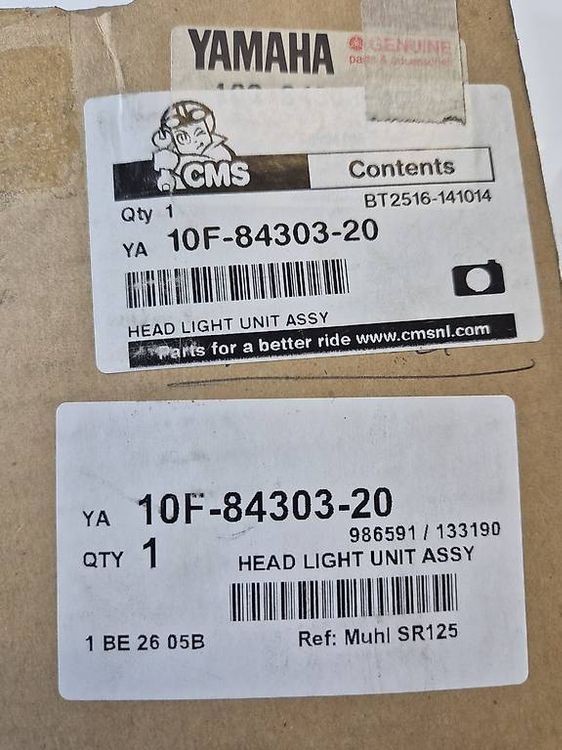 YAMAHA
GENUINE
parts & accessories
CMS
Contents
BT2516-141014
Qty 1
YA 10F-84303-20
HEAD LIGHT UNIT ASSY
Parts for a better ride www.cmsnl.com
YA 10F-84303-20
986591 / 133190
QTY 1
HEAD LIGHT UNIT ASSY
1 BE 26 05B
Ref: Muhl SR125